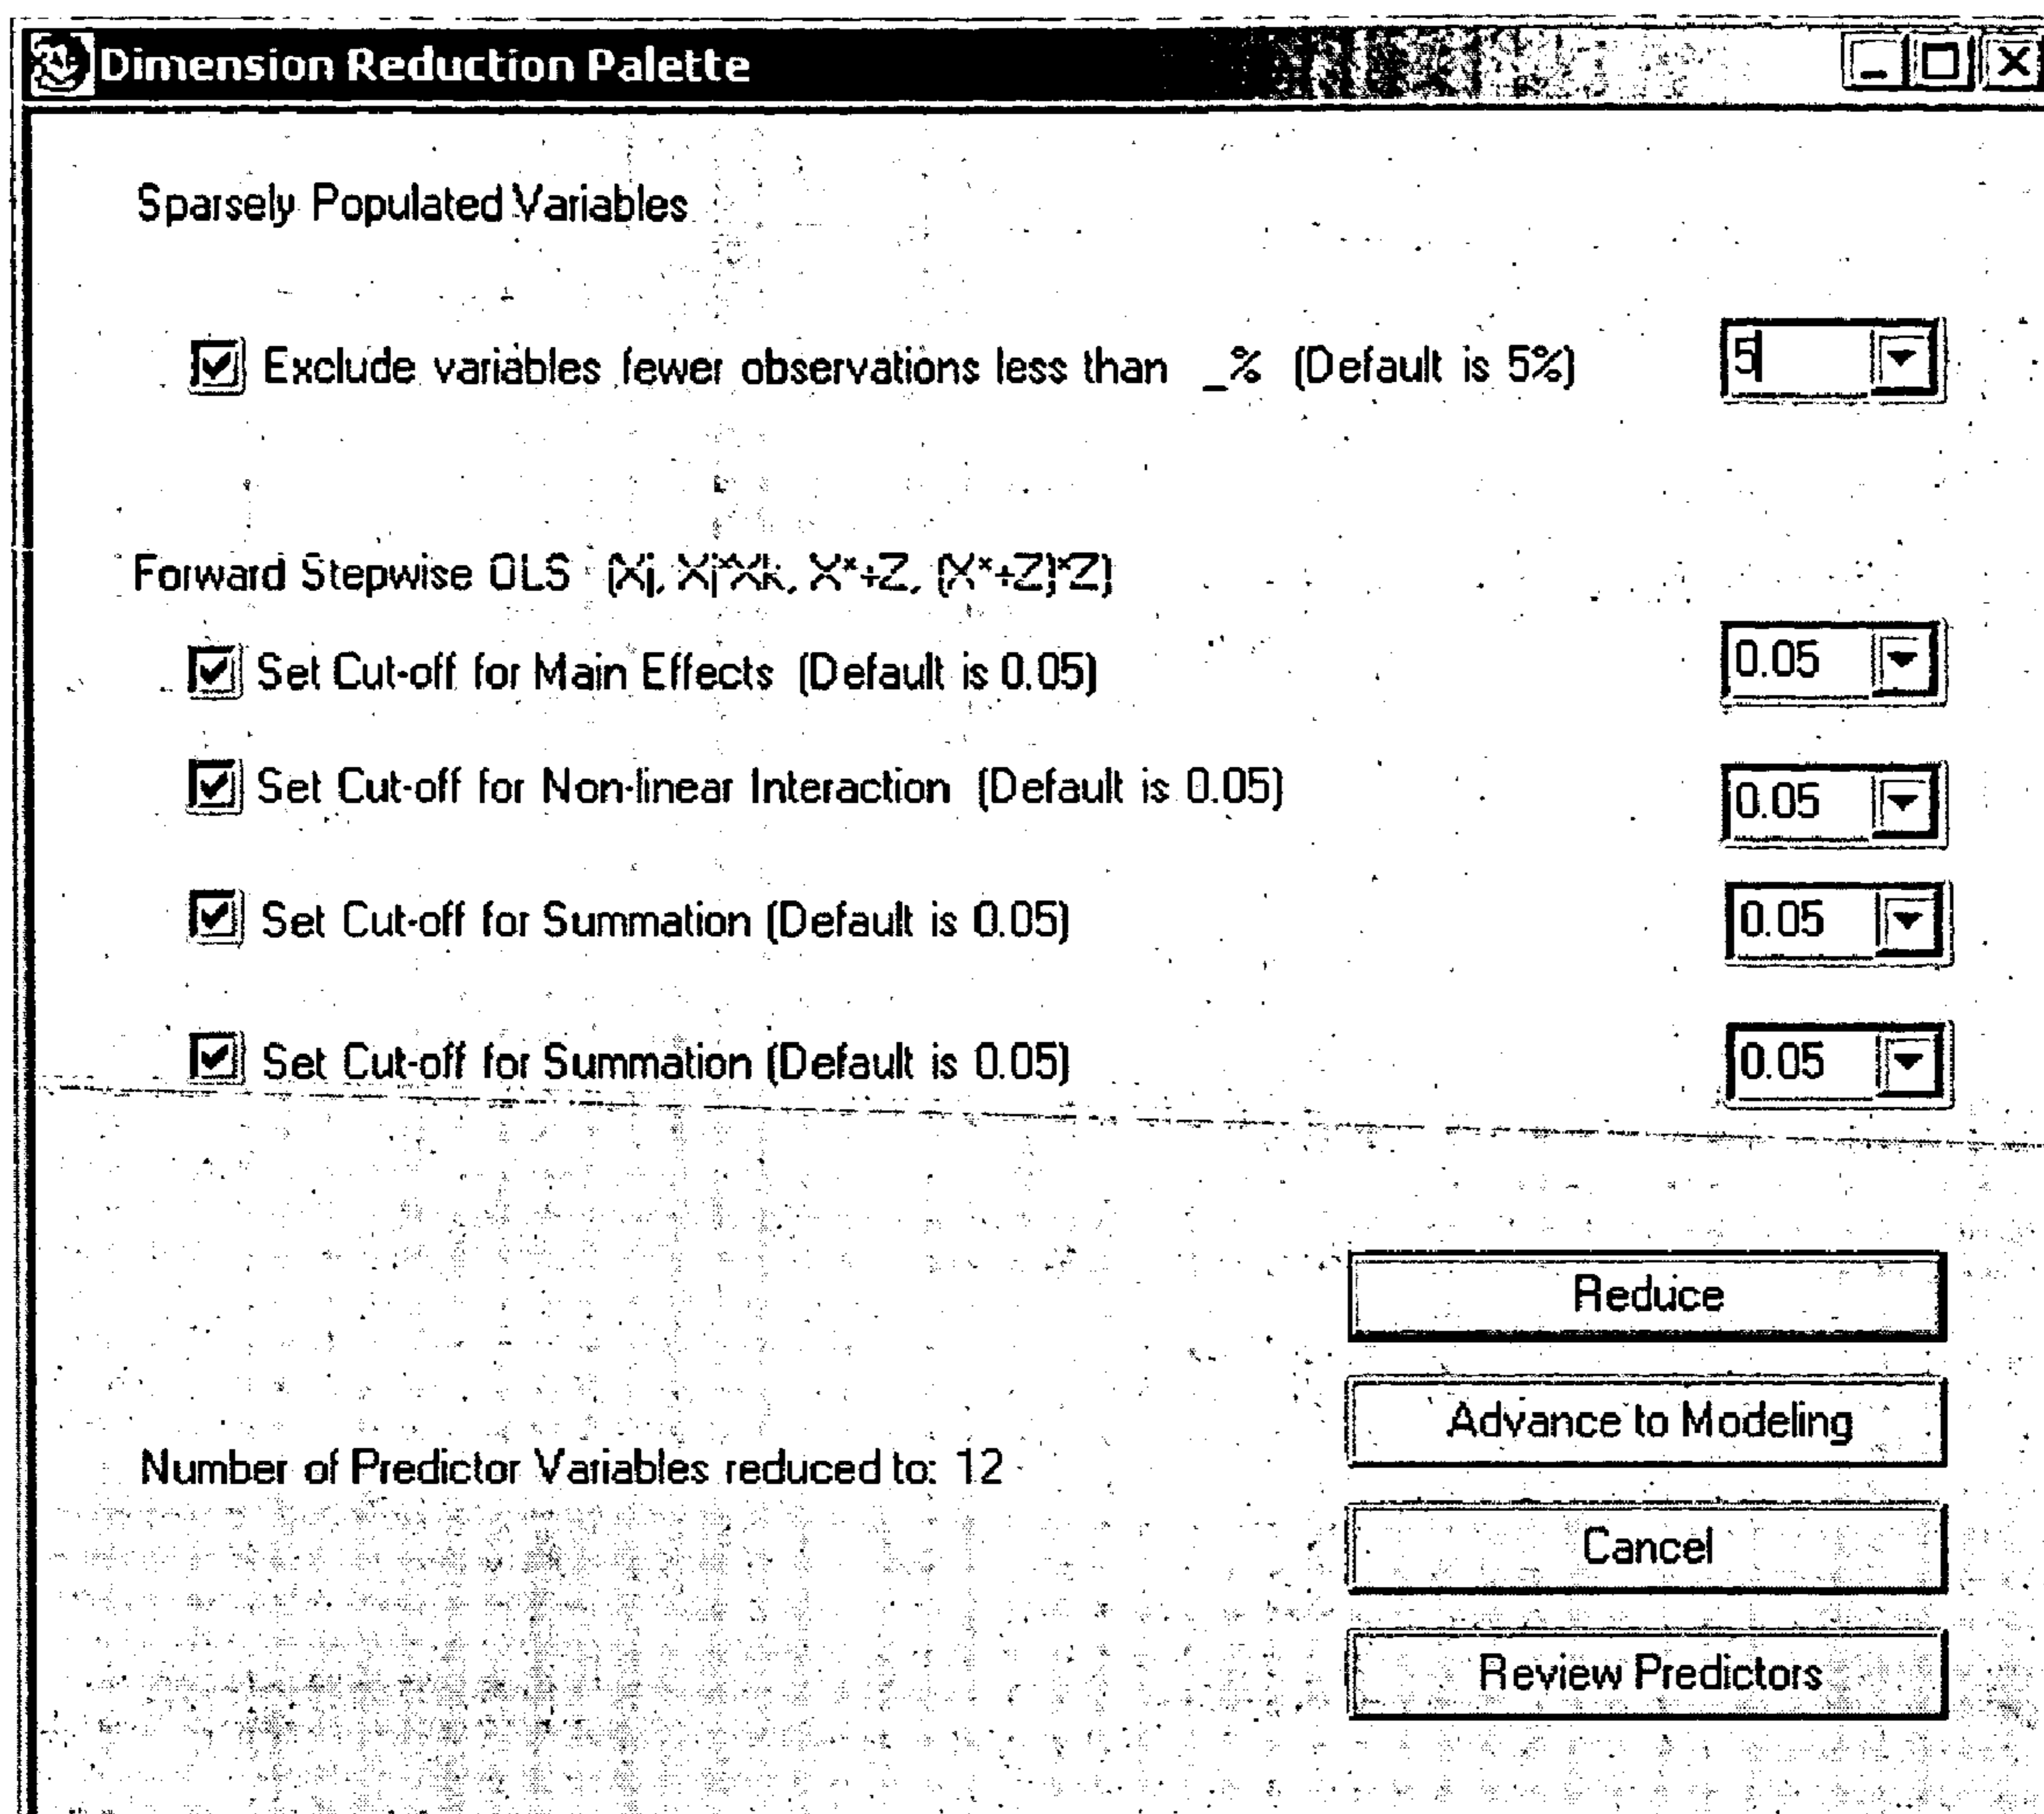 Dimension Reduction Palette
Sparsely Populated Variables
Exclude variables fewer observations less than _% (Default is 5%) 5
Forward Stepwise OLS (Xj, Xj*Xk, X*+Z, (X*+Z)*Z)
Set Cut-off for Main Effects (Default is 0.05) 0.05
Set Cut-off for Non-linear Interaction (Default is 0.05) 0.05
Set Cut-off for Summation (Default is 0.05) 0.05
Set Cut-off for Summation (Default is 0.05) 0.05
Reduce
Advance to Modeling
Number of Predictor Variables reduced to: 12
Cancel
Review Predictors